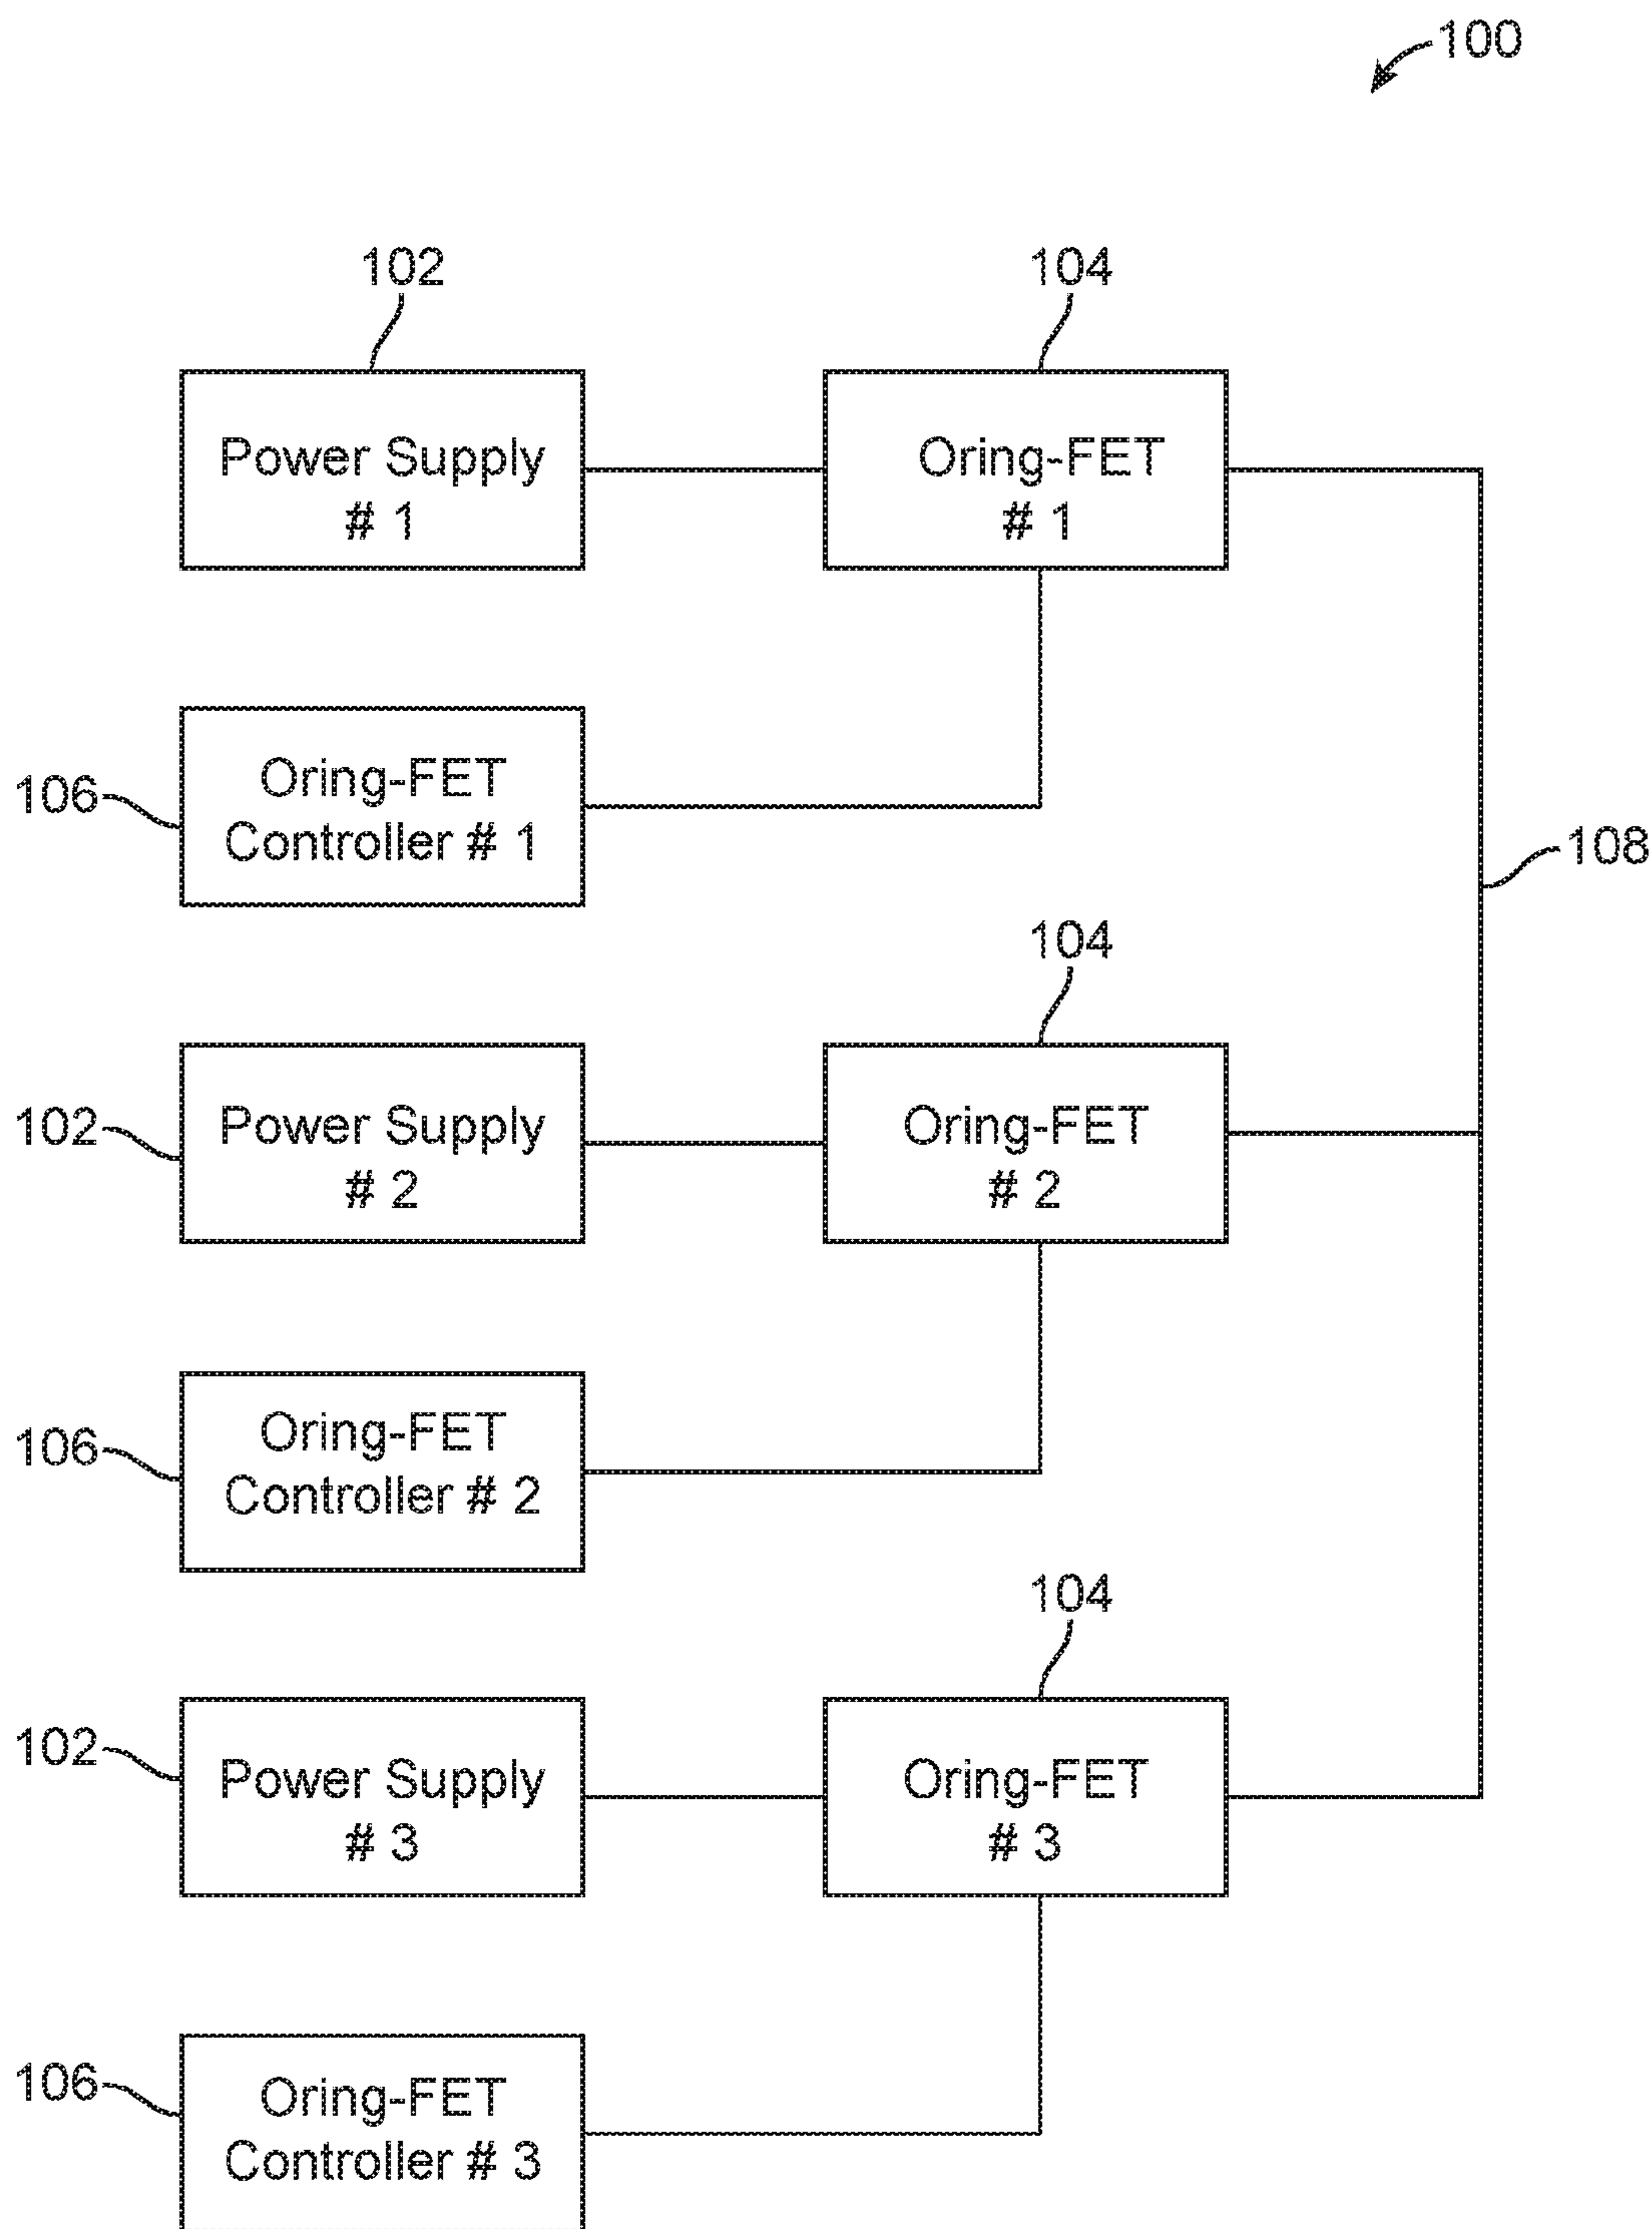 100
102
104
Power Supply
# 1
Oring-FET
# 1
106
Oring-FET
Controller # 1
108
104
102
Power Supply
# 2
Oring-FET
# 2
106
Oring-FET
Controller # 2
104
102
Power Supply
# 3
Oring-FET
# 3
106
Oring-FET
Controller # 3